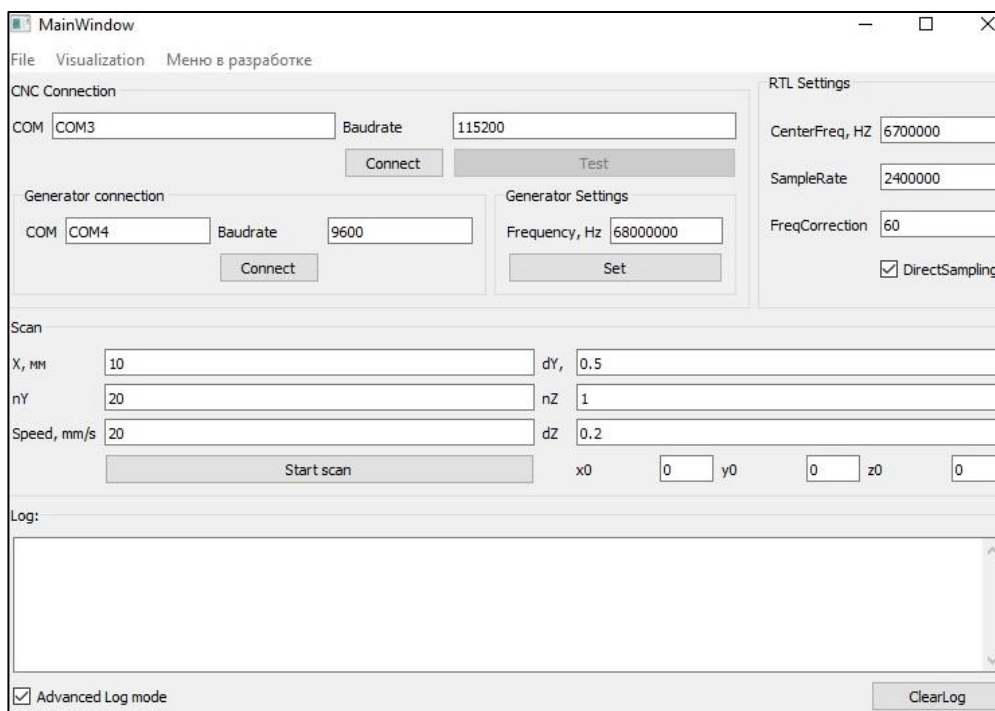 MainWindow
File Visualization Меню в разработке
CNC Connection
COM COM3 Baudrate 115200
Connect Test
Generator connection
COM COM4 Baudrate 9600
Connect
Generator Settings
Frequency, Hz 68000000
Set
RTL Settings
CenterFreq, HZ 6700000
SampleRate 2400000
FreqCorrection 60
DirectSampling
Scan
X, мм 10 dY, 0.5
nY 20 nZ 1
Speed, mm/s 20 dZ 0.2
Start scan x0 0 y0 0 z0 0
Log:
Advanced Log mode ClearLog